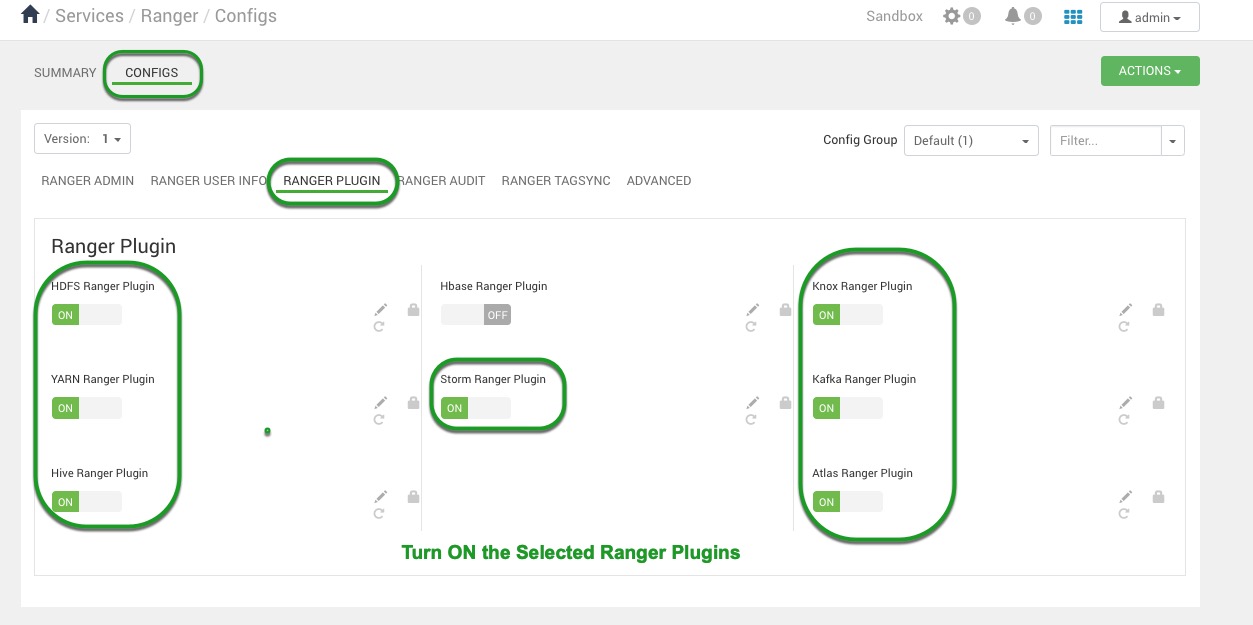 / Services / Ranger / Configs
Sandbox 0 0 admin
SUMMARY CONFIGS
ACTIONS
Version: 1
Config Group Default (1) Filter...
RANGER ADMIN RANGER USER INFO RANGER PLUGIN RANGER AUDIT RANGER TAGSYNC ADVANCED
Ranger Plugin
HDFS Ranger Plugin Hbase Ranger Plugin Knox Ranger Plugin
ON OFF ON
YARN Ranger Plugin Storm Ranger Plugin Kafka Ranger Plugin
ON ON ON
Hive Ranger Plugin Atlas Ranger Plugin
ON ON
Turn ON the Selected Ranger Plugins